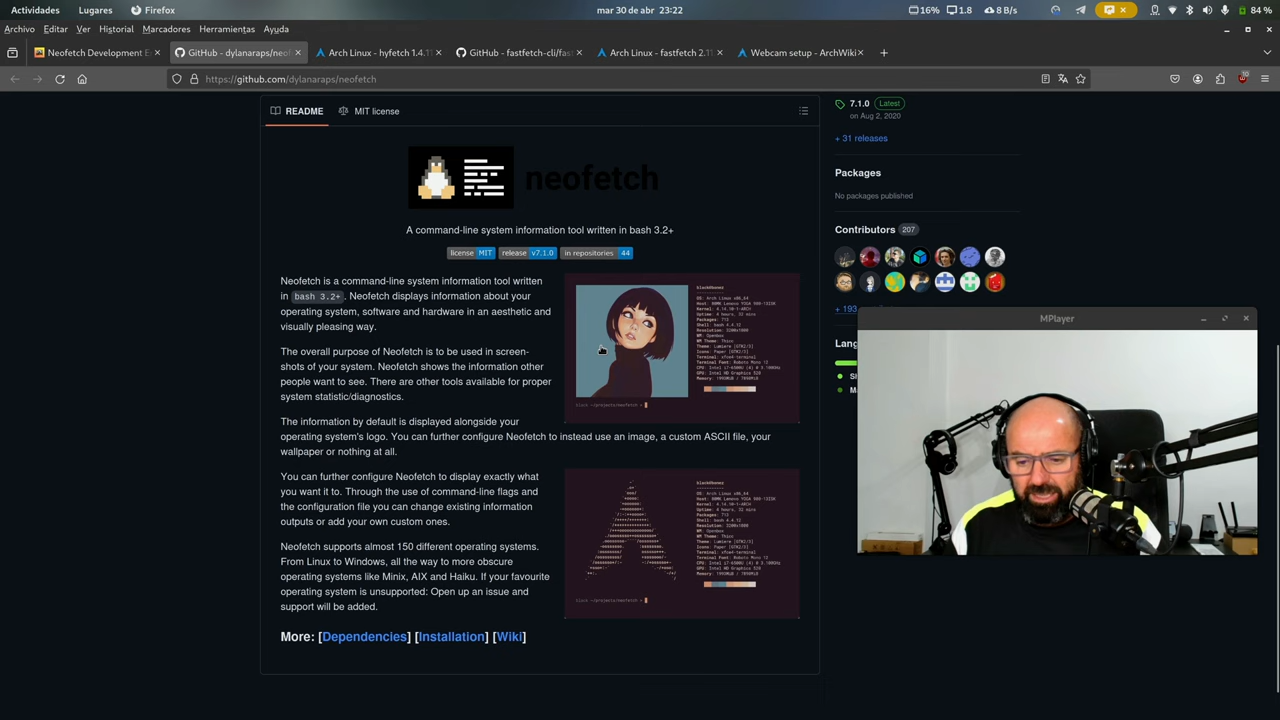 Actividades
Lugares
Firefox
mar 30 de abr 23:22
16%
1.8
8 B/s
84 %
Archivo
Editar
Ver
Historial
Marcadores
Herramientas
Ayuda
Neofetch Development E
GitHub - dylanaraps/neof
Arch Linux - hyfetch 1.4.1
GitHub - fastfetch-cli/fast
Arch Linux - fastfetch 2.11
Webcam setup - ArchWiki
https://github.com/dylanaraps/neofetch
README
MIT license
neofetch
A command-line system information tool written in bash 3.2+
license MIT
release v7.1.0
in repositories 44
Neofetch is a command-line system information tool written
in bash 3.2+. Neofetch displays information about your
operating system, software and hardware in an aesthetic and
visually pleasing way.
The overall purpose of Neofetch is to be used in screen-
shots of your system. Neofetch shows the information other
people want to see. There are other tools available for proper
system statistic/diagnostics.
The information by default is displayed alongside your
operating system's logo. You can further configure Neofetch to instead use an image, a custom ASCII file, your
wallpaper or nothing at all.
You can further configure Neofetch to display exactly what
you want it to. Through the use of command-line flags and
the configuration file you can change existing information
outputs or add your own custom ones.
Neofetch supports almost 150 different operating systems.
From Linux to Windows, all the way to more obscure
operating systems like Minix, AIX and Haiku. If your favourite
operating system is unsupported: Open up an issue and
support will be added.
More: [Dependencies] [Installation] [Wiki]
7.1.0 Latest
on Aug 2, 2020
+ 31 releases
Packages
No packages published
Contributors 207
+ 193
Lang
MPlayer